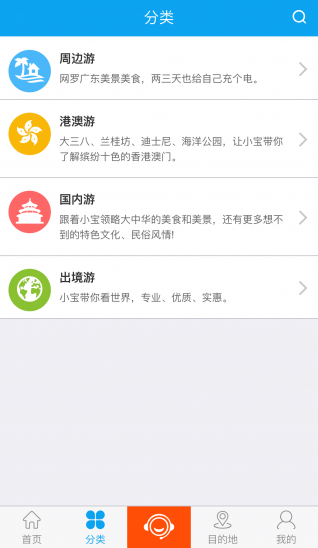 分类
周边游
网罗广东美景美食，两三天也给自己充个电。
港澳游
大三八、兰桂坊、迪士尼、海洋公园，让小宝带你
了解缤纷十色的香港澳门。
国内游
跟着小宝领略大中华的美食和美景，还有更多想不
到的特色文化、民俗风情!
出境游
小宝带你看世界，专业、优质、实惠。
首页 分类 目的地 我的